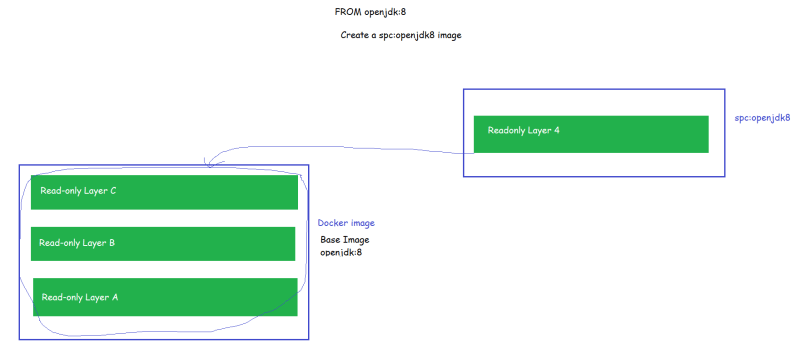 FROM openjdk:8
Create a spc:openjdk8 image
Readonly Layer 4
spc:openjdk8
Read-only Layer C
Docker image
Read-only Layer B
Base Image
openjdk:8
Read-only Layer A